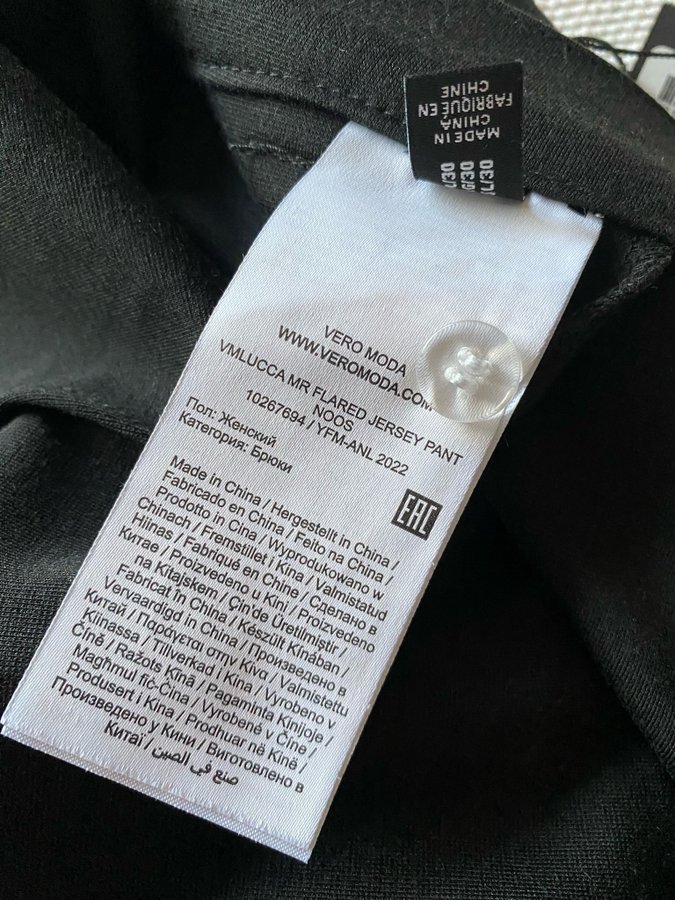 MADE IN
CHINA
FABRIQUÉ EN
CHINE
VERO MODA
WWW.VEROMODA.COM
VMLUCCA MR FLARED JERSEY PANT
NOOS
10267694 / YFM-ANL 2022
Пол: Женский
Категория: Брюки
EAC
Made in China / Hergestellt in China /
Fabricado en China / Feito na China /
Prodotto in Cina / Wyprodukowano w
Chinach / Fremstillet i Kina / Valmistatud
Hiinas / Fabriqué en Chine / Сделано в
Китае / Proizvedeno u Kini / Proizvedeno
na Kitajskem / Çin'de Üretilmiştir /
Fabricat în China / Készült Kínában /
Vervaardigd in China / Произведено в
Китай / Παράγεται στην Κίνα / Valmistettu
Kiinassa / Tillverkad i Kina / Vyrobeno v
Číně / Ražots Ķīnā / Pagaminta Kinijoje /
Magħmul fiċ-Ċina / Vyrobené v Číne /
Produsert i Kina / Prodhuar në Kinë /
Произведено у Кини / Виготовлено в
Китаї / صنع في الصين